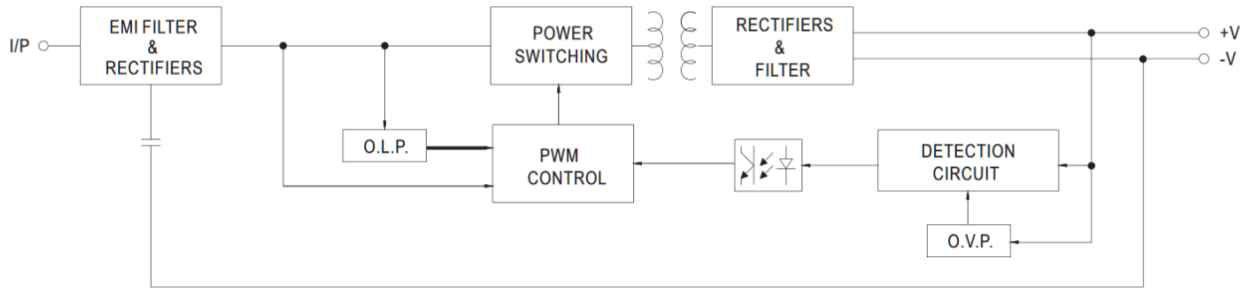 I/P
EMI FILTER
&
RECTIFIERS
POWER
SWITCHING
RECTIFIERS
&
FILTER
+V
-V
O.L.P.
PWM
CONTROL
DETECTION
CIRCUIT
O.V.P.